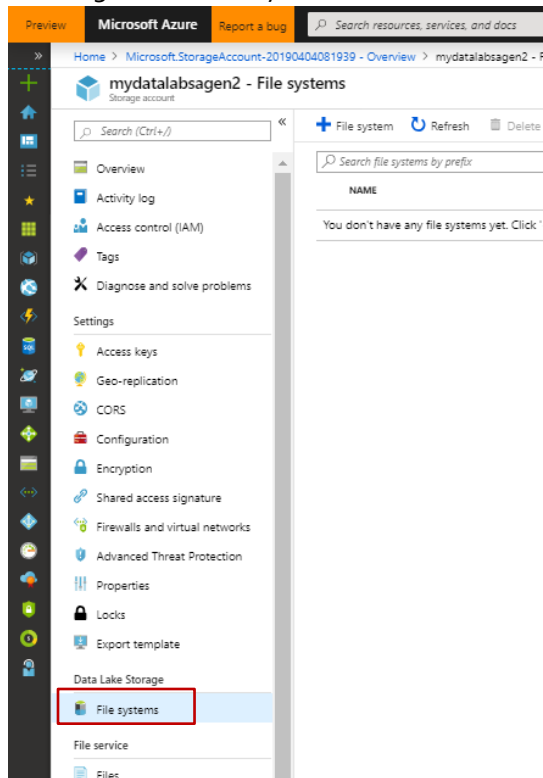 Preview Microsoft Azure Report a bug Search resources, services, and docs
Home > Microsoft.StorageAccount-20190404081939 - Overview > mydatalabsagen2 - F
mydatalabsagen2 - File systems
Storage account
Search (Ctrl+/)
File system Refresh Delete
Search file systems by prefix
NAME
You don't have any file systems yet. Click '
Overview
Activity log
Access control (IAM)
Tags
Diagnose and solve problems
Settings
Access keys
Geo-replication
CORS
Configuration
Encryption
Shared access signature
Firewalls and virtual networks
Advanced Threat Protection
Properties
Locks
Export template
Data Lake Storage
File systems
File service
Files